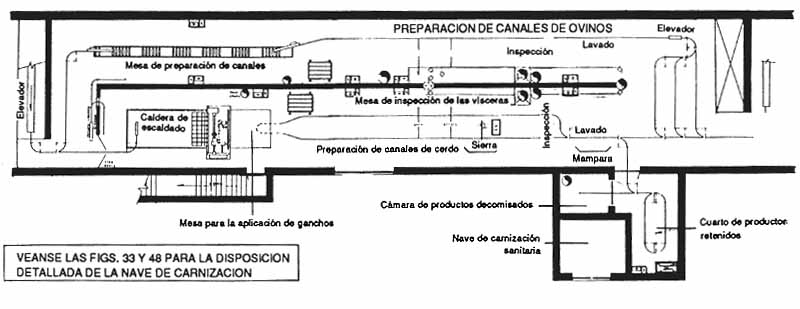 PREPARACION DE CANALES DE OVINOS
Elevador
Lavado
Inspección
Mesa de preparación de canales
Elevador
Mesa de inspección de las vísceras
Caldera de
escaldado
Inspección
Lavado
Preparación de canales de cerdo
Sierra
Mampara
Mesa para la aplicación de ganchos
Cámara de productos decomisados
Cuarto de productos
retenidos
Nave de carnización
sanitaria
VEANSE LAS FIGS. 33 Y 48 PARA LA DISPOSICION
DETALLADA DE LA NAVE DE CARNIZACION